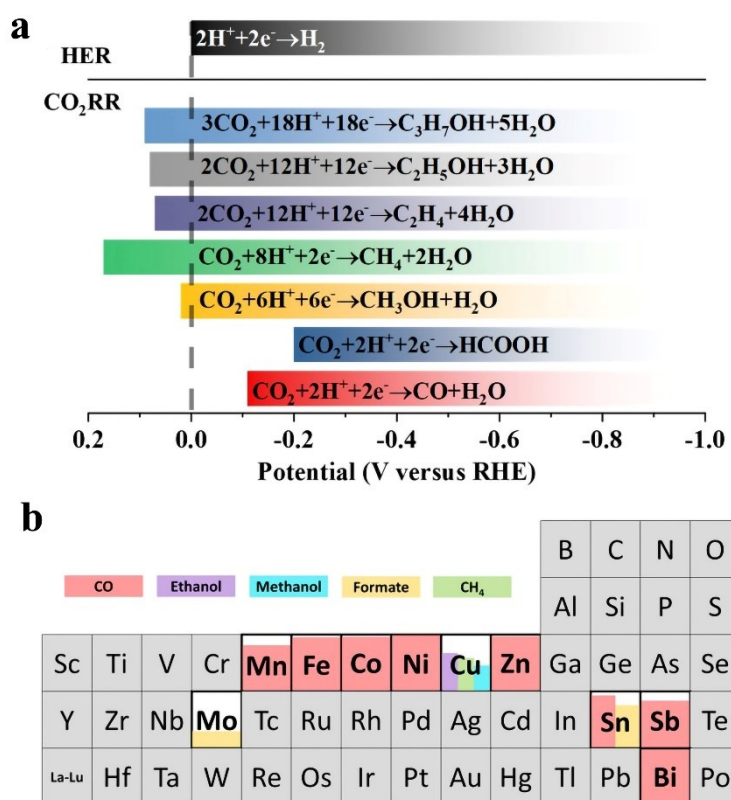 a
HER
2H⁺+2e⁻→H₂
CO₂RR
3CO₂+18H⁺+18e⁻→C₃H₇OH+5H₂O
2CO₂+12H⁺+12e⁻→C₂H₅OH+3H₂O
2CO₂+12H⁺+12e⁻→C₂H₄+4H₂O
CO₂+8H⁺+2e⁻→CH₄+2H₂O
CO₂+6H⁺+6e⁻→CH₃OH+H₂O
CO₂+2H⁺+2e⁻→HCOOH
CO₂+2H⁺+2e⁻→CO+H₂O
0.2 0.0 -0.2 -0.4 -0.6 -0.8 -1.0
Potential (V versus RHE)
b
B C N O
CO Ethanol Methanol Formate CH₄
Al Si P S
Sc Ti V Cr Mn Fe Co Ni Cu Zn Ga Ge As Se
Y Zr Nb Mo Tc Ru Rh Pd Ag Cd In Sn Sb Te
La-Lu Hf Ta W Re Os Ir Pt Au Hg Tl Pb Bi Po